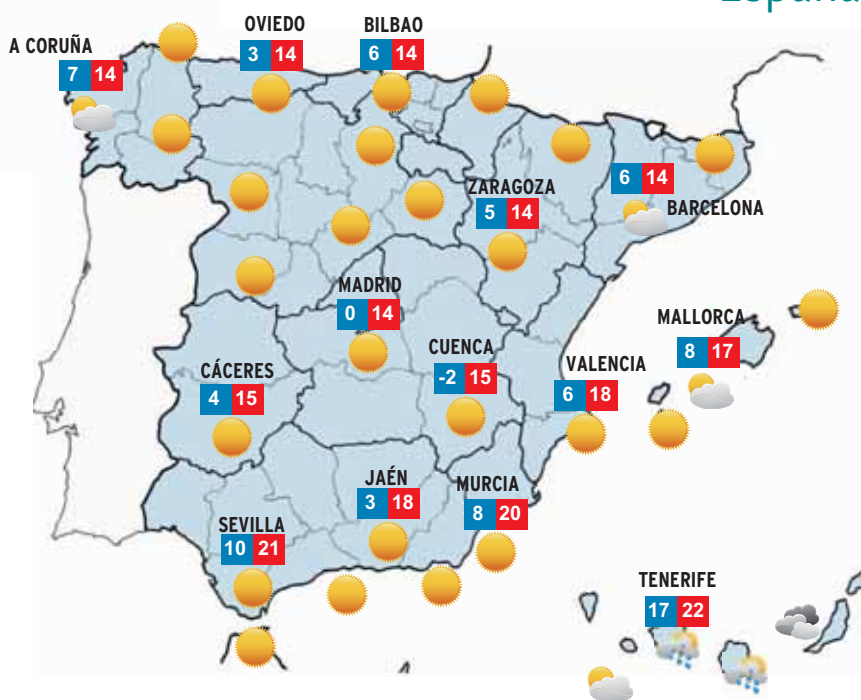 España
OVIEDO
3 14
BILBAO
6 14
A CORUÑA
7 14
ZARAGOZA
5 14
6 14
BARCELONA
MADRID
0 14
MALLORCA
8 17
CUENCA
-2 15
VALENCIA
6 18
CÁCERES
4 15
JAÉN
3 18
MURCIA
8 20
SEVILLA
10 21
TENERIFE
17 22